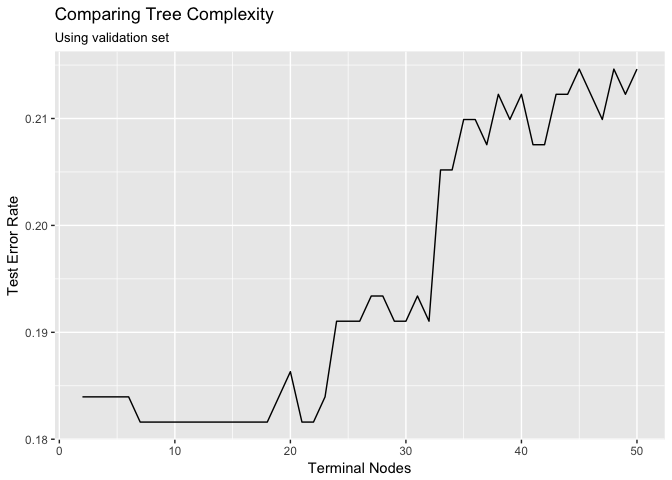 Comparing Tree Complexity
Using validation set
Test Error Rate
0.21
0.20
0.19
0.18
0
10
20
30
40
50
Terminal Nodes